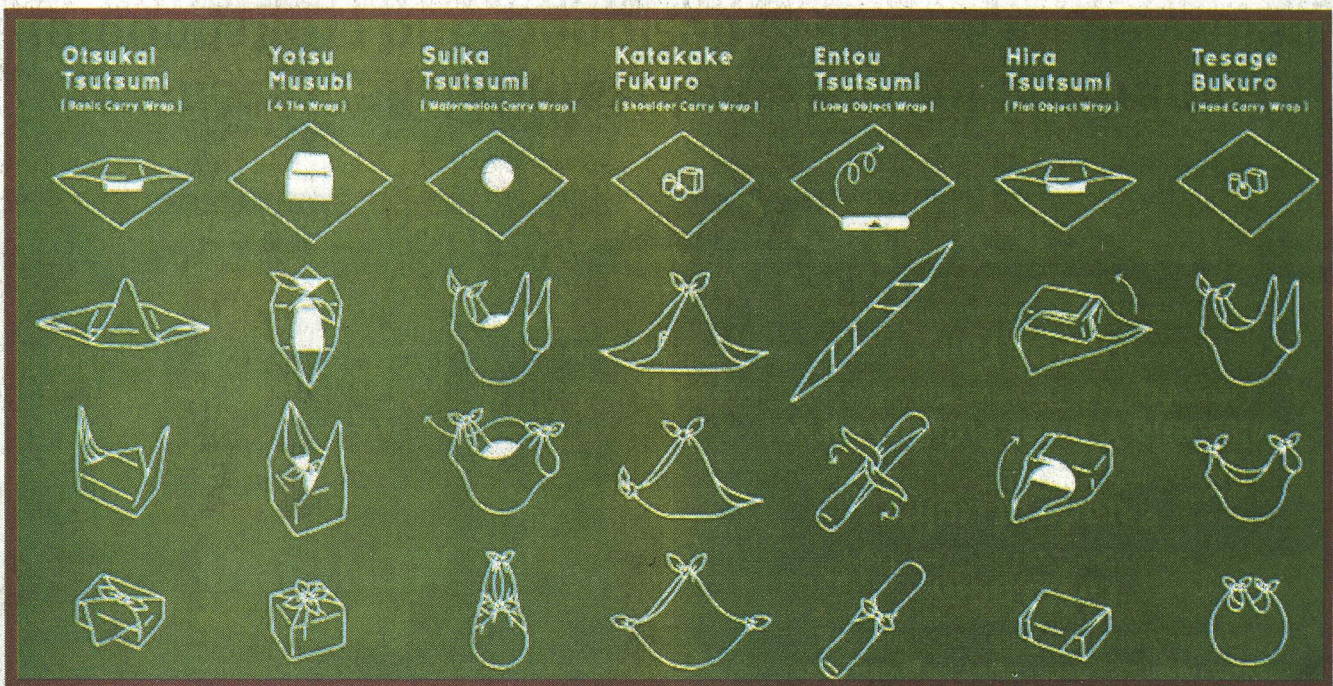 Otsukai
Tsutsumi
[ Basic Carry Wrap ]
Yotsu
Musubi
[ 4 Tie Wrap ]
Suika
Tsutsumi
[ Watermelon Carry Wrap ]
Katakake
Fukuro
[ Shoulder Carry Wrap ]
Entou
Tsutsumi
[ Long Object Wrap ]
Hira
Tsutsumi
[ Flat Object Wrap ]
Tesage
Bukuro
[ Hand Carry Wrap ]